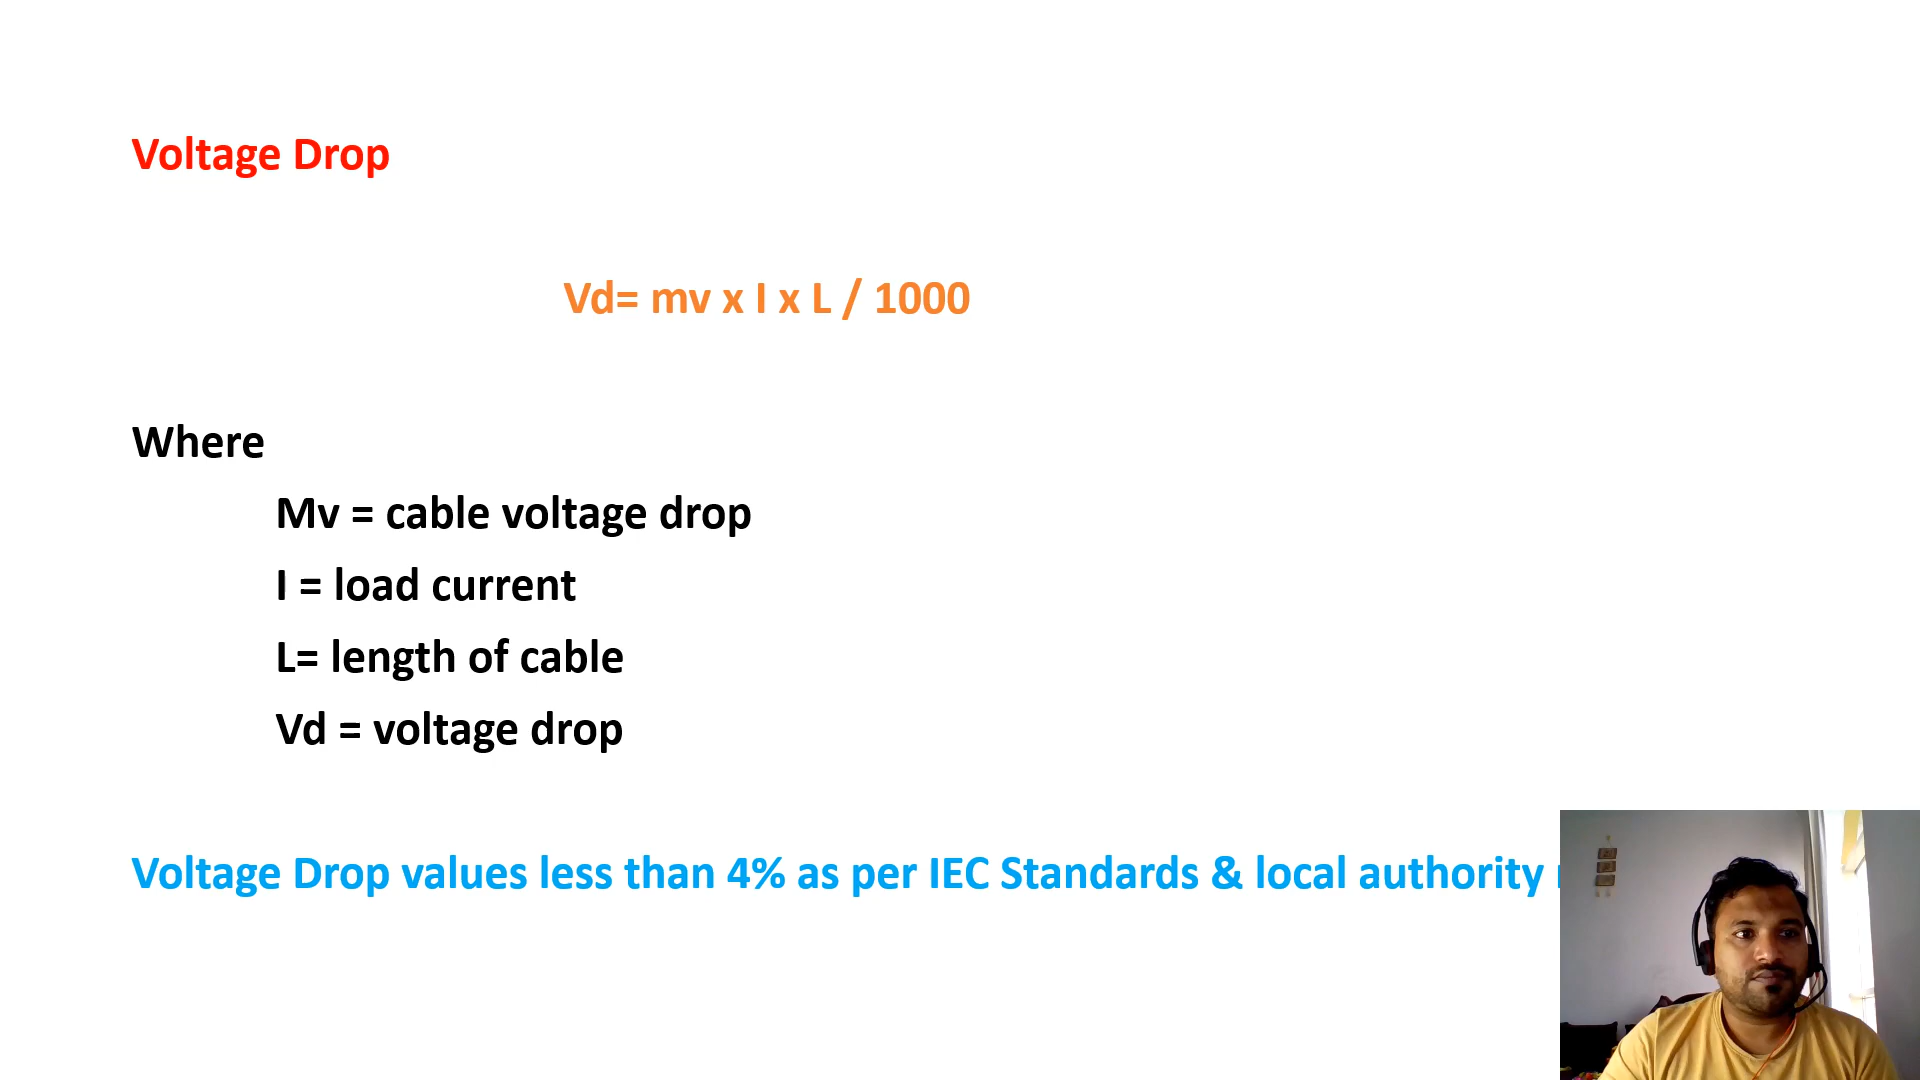 Voltage Drop
Vd= mv x I x L / 1000
Where
Mv = cable voltage drop
I = load current
L= length of cable
Vd = voltage drop
Voltage Drop values less than 4% as per IEC Standards & local authority